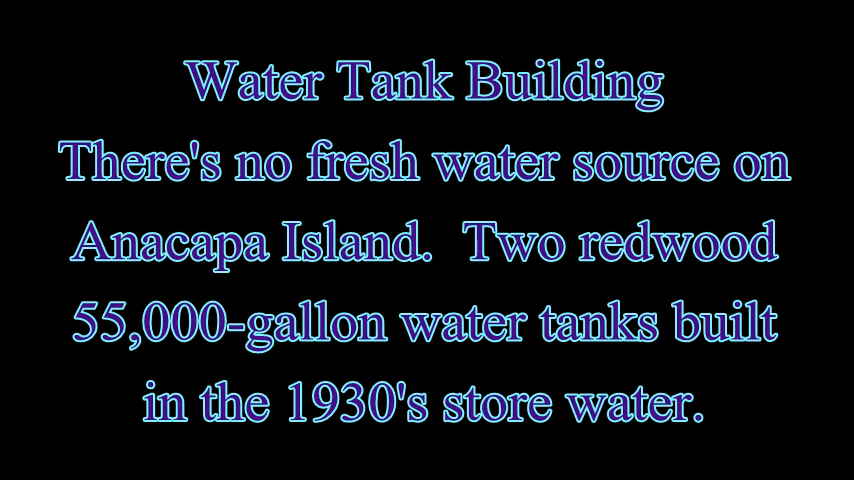 Water Tank Building
There's no fresh water source on
Anacapa Island.  Two redwood
55,000-gallon water tanks built
in the 1930's store water.